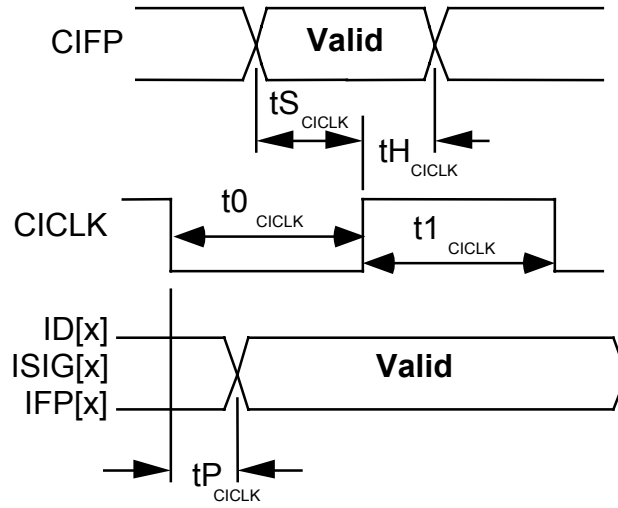 CIFP
Valid
tS CICLK
tH CICLK
CICLK
t0 CICLK
t1 CICLK
ID[x]
ISIG[x]
IFP[x]
Valid
tP CICLK